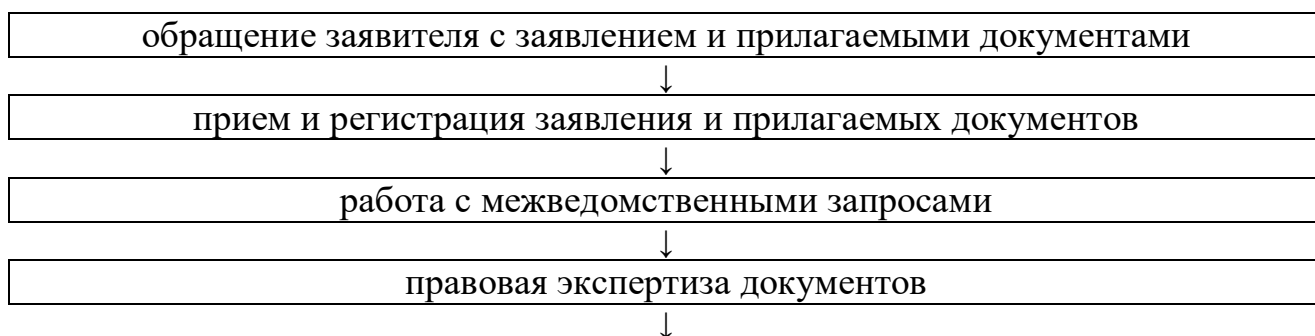 обращение заявителя с заявлением и прилагаемыми документами
↓
прием и регистрация заявления и прилагаемых документов
↓
работа с межведомственными запросами
↓
правовая экспертиза документов
↓